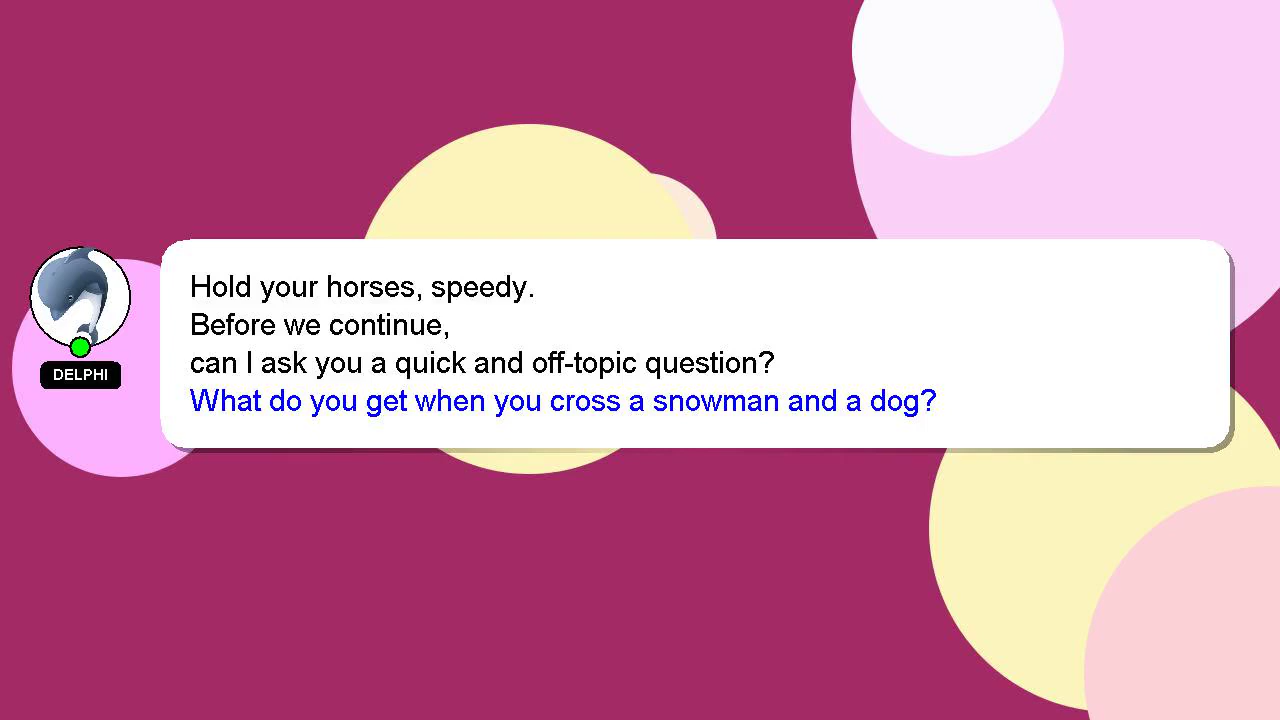 Hold your horses, speedy.
Before we continue,
can I ask you a quick and off-topic question?
What do you get when you cross a snowman and a dog?
DELPHI